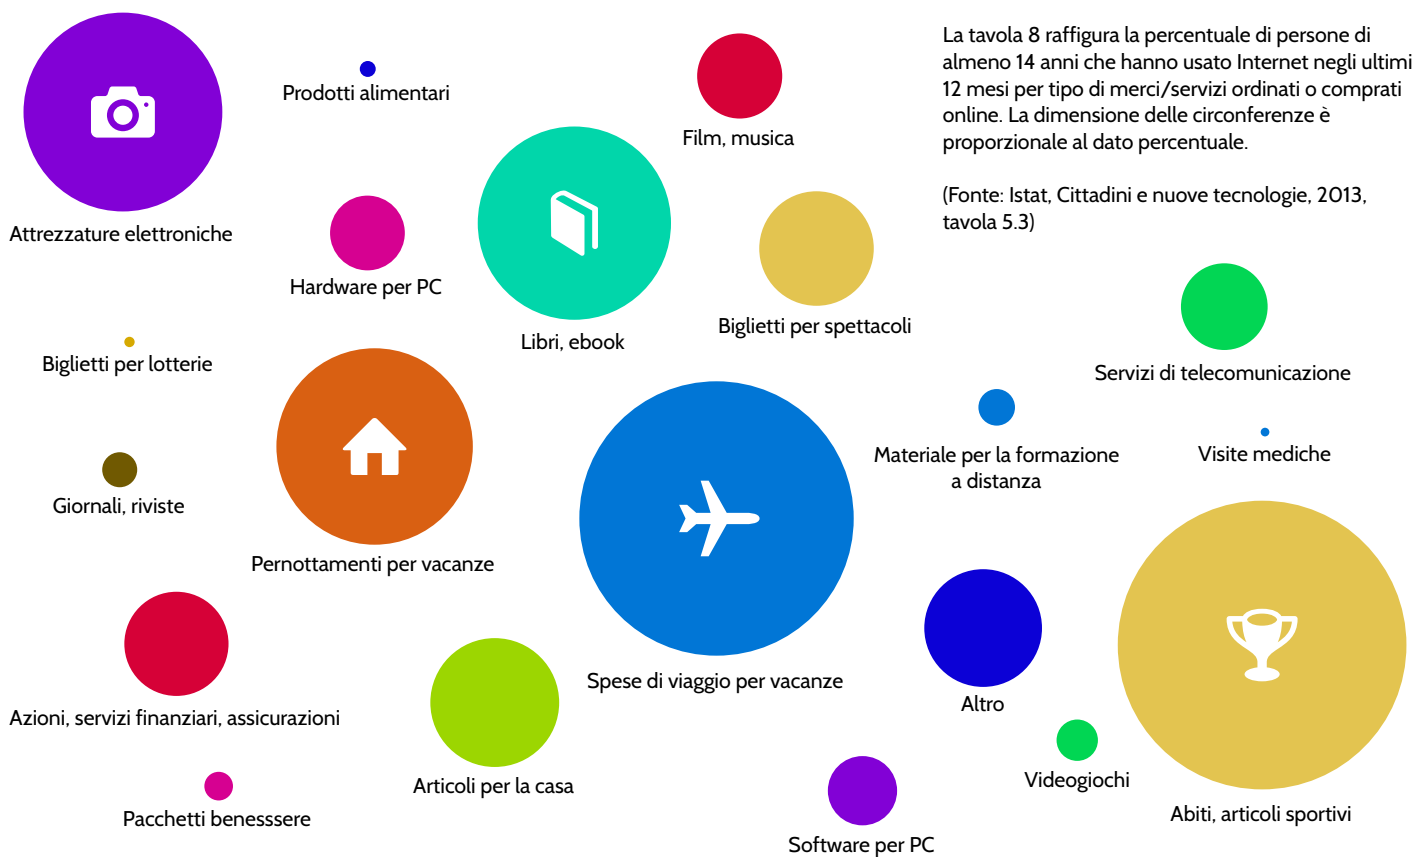 La tavola 8 raffigura la percentuale di persone di
almeno 14 anni che hanno usato Internet negli ultimi
12 mesi per tipo di merci/servizi ordinati o comprati
online. La dimensione delle circonferenze è
proporzionale al dato percentuale.
(Fonte: Istat, Cittadini e nuove tecnologie, 2013,
tavola 5.3)
Prodotti alimentari
Film, musica
Attrezzature elettroniche
Hardware per PC
Biglietti per spettacoli
Libri, ebook
Biglietti per lotterie
Servizi di telecomunicazione
Materiale per la formazione
a distanza
Visite mediche
Giornali, riviste
Pernottamenti per vacanze
Spese di viaggio per vacanze
Altro
Azioni, servizi finanziari, assicurazioni
Videogiochi
Articoli per la casa
Abiti, articoli sportivi
Pacchetti benesssere
Software per PC